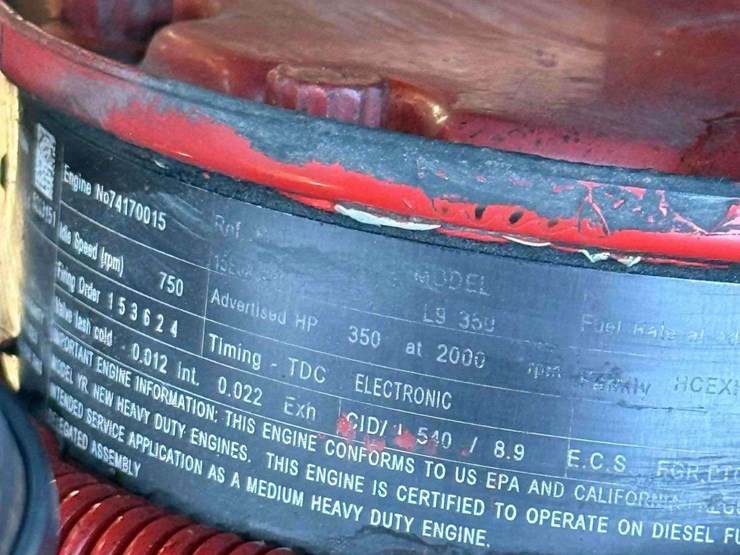 Engine No74170015
Ref.
MODEL
L9 350
Idle Speed (rpm) 750
Advertised HP 350 at 2000 rpm
Fuel Rate at
Firing Order 1 5 3 6 2 4
Timing - TDC ELECTRONIC
Family HCEX
Valve lash cold 0.012 Int. 0.022 Exh
CID/ L 540 / 8.9
E.C.S
IMPORTANT ENGINE INFORMATION: THIS ENGINE CONFORMS TO US EPA AND CALIFORNIA
MODEL YR. NEW HEAVY DUTY ENGINES. THIS ENGINE IS CERTIFIED TO OPERATE ON DIESEL FU
INTENDED SERVICE APPLICATION AS A MEDIUM HEAVY DUTY ENGINE.
ASSEMBLY